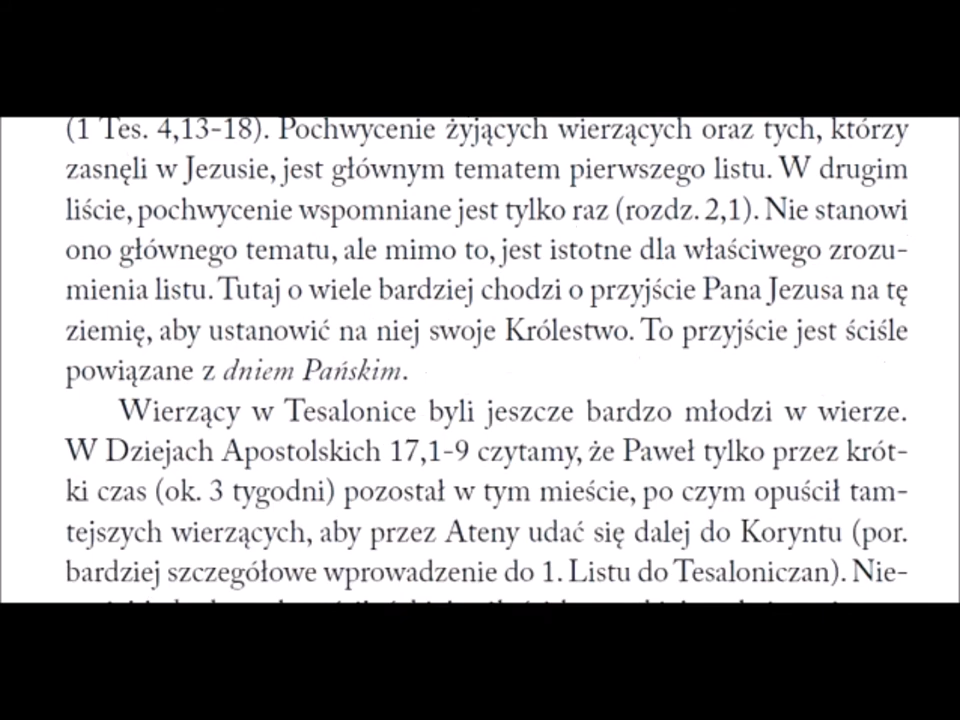 (1 Tes. 4,13-18). Pochwycenie żyjących wierzących oraz tych, którzy
zasnęli w Jezusie, jest głównym tematem pierwszego listu. W drugim
liście, pochwycenie wspomniane jest tylko raz (rozdz. 2,1). Nie stanowi
ono głównego tematu, ale mimo to, jest istotne dla właściwego zrozu-
mienia listu. Tutaj o wiele bardziej chodzi o przyjście Pana Jezusa na tę
ziemię, aby ustanowić na niej swoje Królestwo. To przyjście jest ściśle
powiązane z dniem Pańskim.
Wierzący w Tesalonice byli jeszcze bardzo młodzi w wierze.
W Dziejach Apostolskich 17,1-9 czytamy, że Paweł tylko przez krót-
ki czas (ok. 3 tygodni) pozostał w tym mieście, po czym opuścił tam-
tejszych wierzących, aby przez Ateny udać się dalej do Koryntu (por.
bardziej szczegółowe wprowadzenie do 1. Listu do Tesaloniczan). Nie-